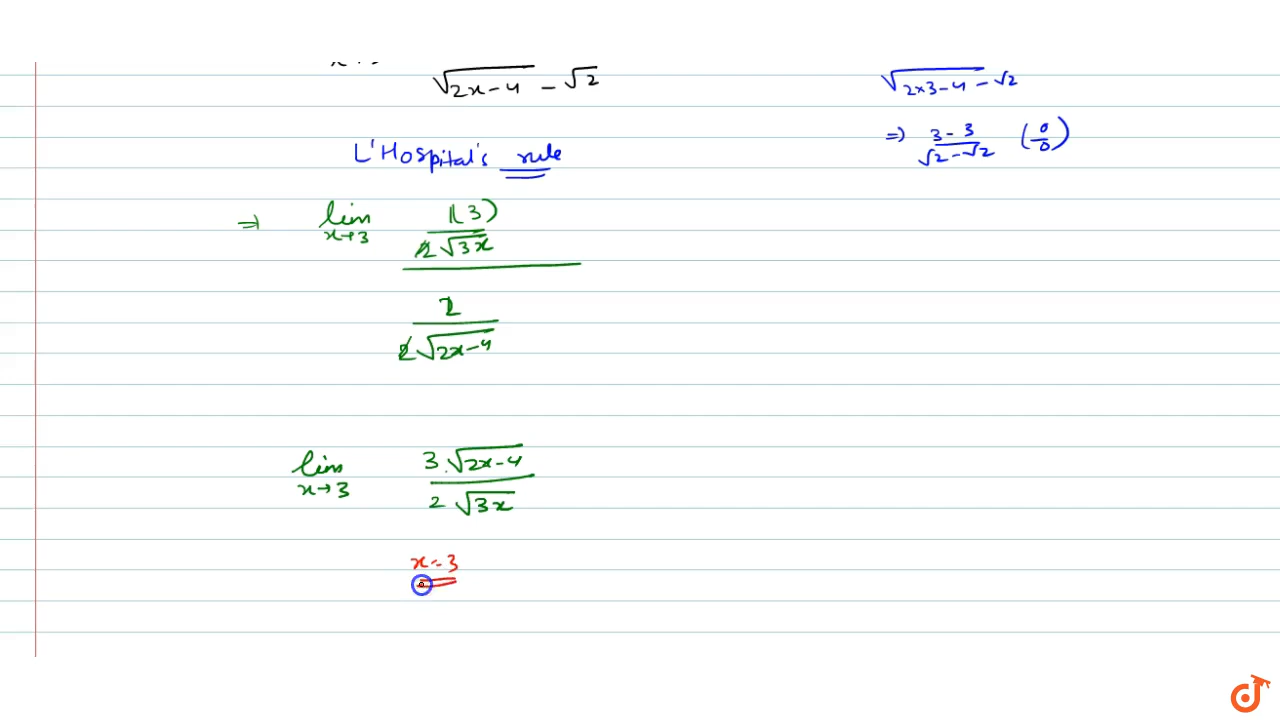 √(2x-4) - √2
√(2×3-4) - √2
⇒ 3-3 / √2-√2 (0/0)
L'Hospital's rule
⇒ lim x→3 1(3) / 2√3x
2 / 2√(2x-4)
lim x→3 3.√(2x-4) / 2√3x
x=3